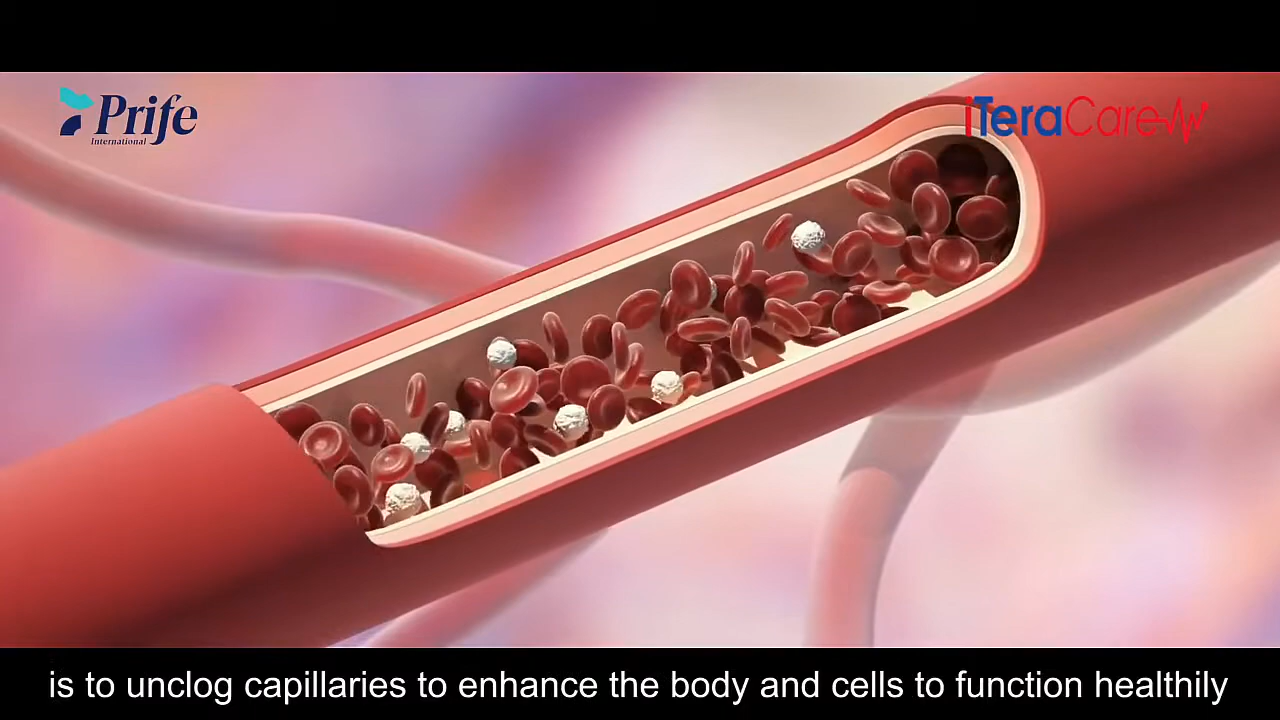 Prife
International
iTeraCare
is to unclog capillaries to enhance the body and cells to function healthily